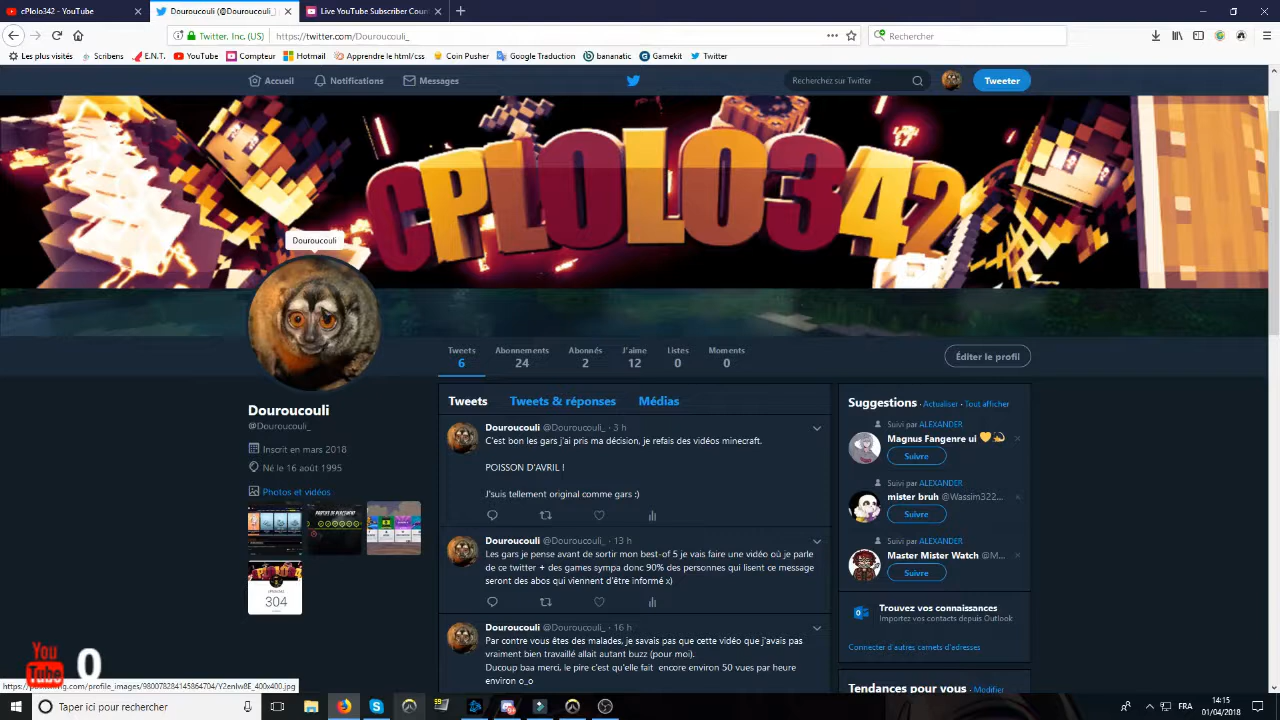 cPlolo342 - YouTube
Douroucouli (@Douroucouli_)
Live YouTube Subscriber Count
Twitter, Inc. (US)
https://twitter.com/Douroucouli_
Rechercher
Les plus visités
Scribens
E.N.T.
YouTube
Compteur
Hotmail
Apprendre le html/css
Coin Pusher
Google Traduction
bananatic
Gamekit
Twitter
Accueil
Notifications
Messages
Recherchez sur Twitter
Tweeter
CPLOLO342
Douroucouli
Tweets
6
Abonnements
24
Abonnés
2
J'aime
12
Listes
0
Moments
0
Éditer le profil
Douroucouli
@Douroucouli_
Inscrit en mars 2018
Né le 16 août 1995
Photos et vidéos
304
Tweets
Tweets & réponses
Médias
Douroucouli @Douroucouli_ · 3 h
C'est bon les gars j'ai pris ma décision, je refais des vidéos minecraft.
POISSON D'AVRIL !
J'suis tellement original comme gars :)
Douroucouli @Douroucouli_ · 13 h
Les gars je pense avant de sortir mon best-of 5 je vais faire une vidéo où je parle
de ce twitter + des games sympa donc 90% des personnes qui lisent ce message
seront des abos qui viennent d'être informé x)
Douroucouli @Douroucouli_ · 16 h
Par contre vous êtes des malades, je savais pas que cette vidéo que j'avais pas
vraiment bien travaillé allait autant buzz (pour moi).
Ducoup baa merci, le pire c'est qu'elle fait encore environ 50 vues par heure
environ o_o
Suggestions · Actualiser · Tout afficher
Suivi par ALEXANDER
Magnus Fangenre ui
Suivre
Suivi par ALEXANDER
mister bruh @Wassim322...
Suivre
Suivi par ALEXANDER
Master Mister Watch @M...
Suivre
Trouvez vos connaissances
Importez vos contacts depuis Outlook
Connecter d'autres carnets d'adresses
Tendances pour vous · Modifier
You
Tube
0
Taper ici pour rechercher
FRA
14:15
01/04/2018